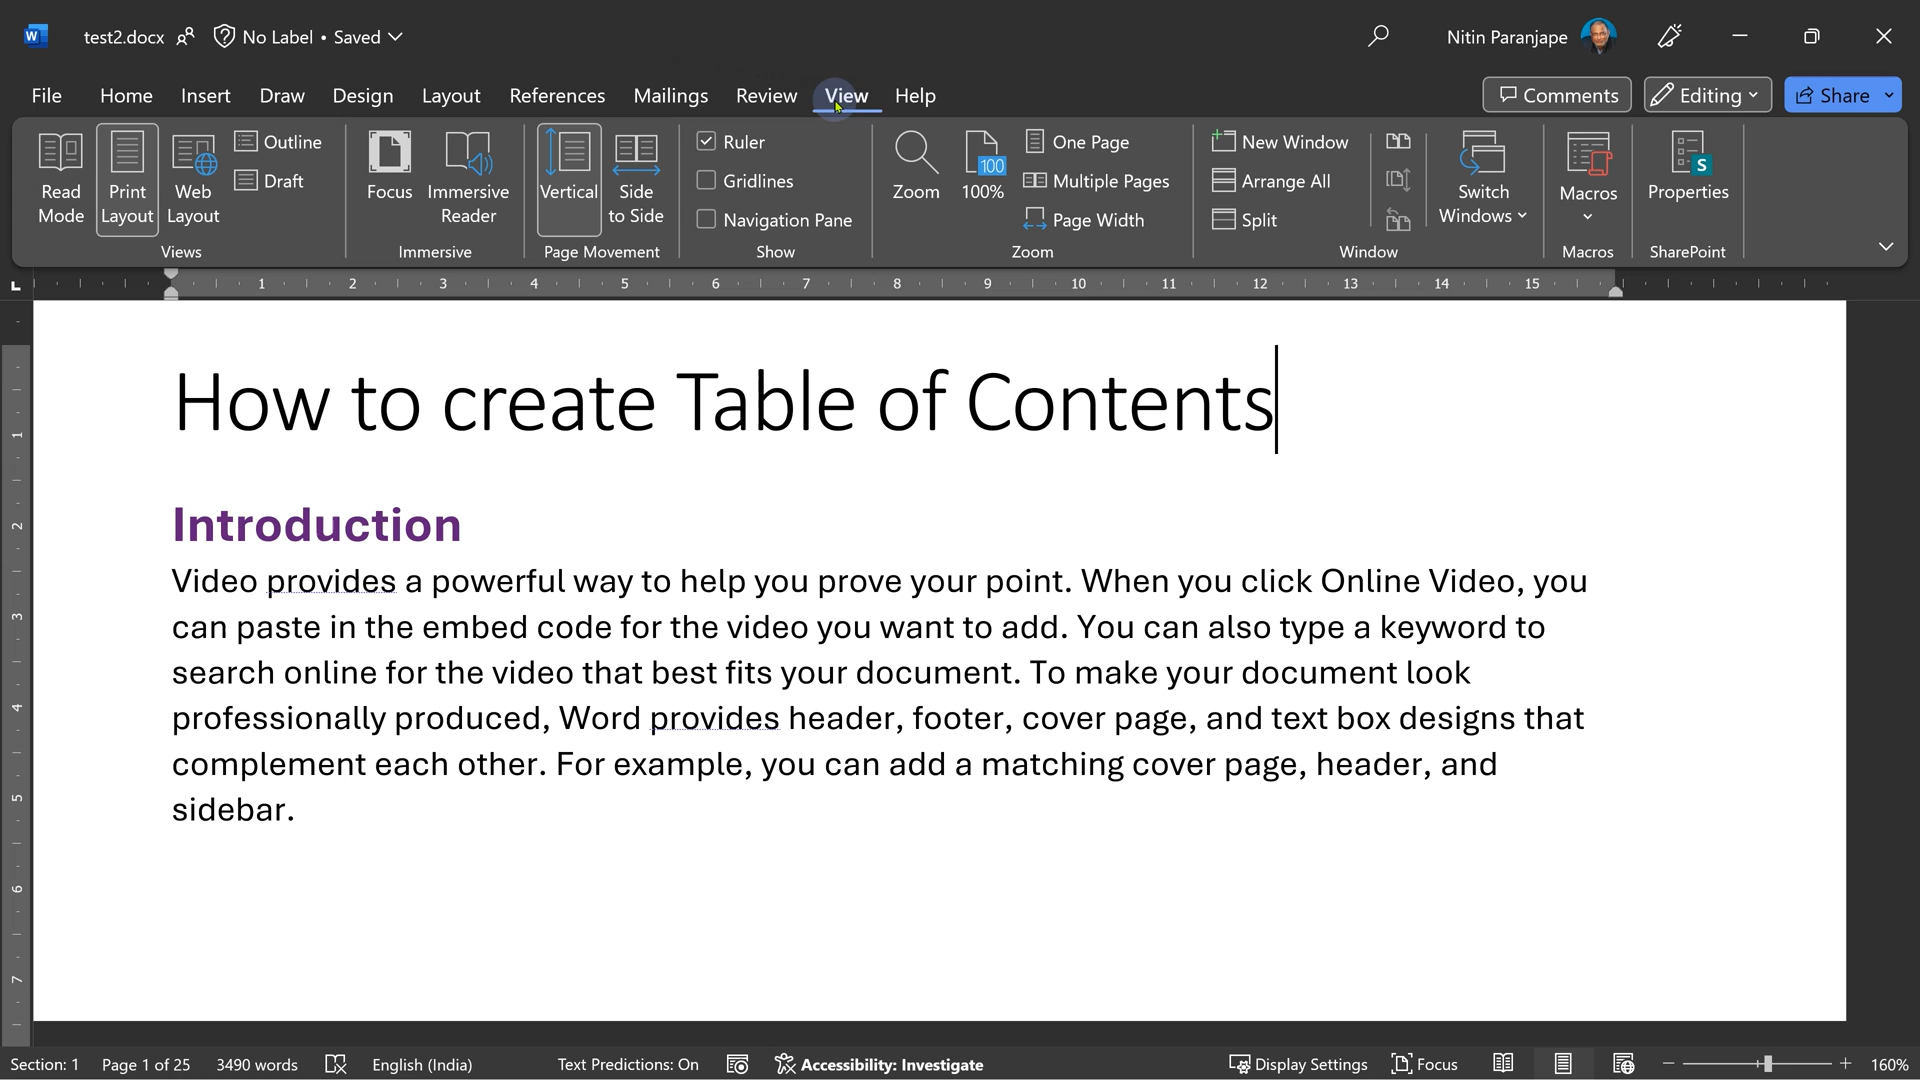 test2.docx No Label • Saved
Nitin Paranjape
File Home Insert Draw Design Layout References Mailings Review View Help
Comments Editing Share
Read Mode
Print Layout
Web Layout
Outline
Draft
Views
Focus
Immersive Reader
Immersive
Vertical
Side to Side
Page Movement
Ruler
Gridlines
Navigation Pane
Show
Zoom
100
100%
One Page
Multiple Pages
Page Width
Zoom
New Window
Arrange All
Split
Switch Windows
Window
Macros
Macros
S
Properties
SharePoint
1 2 3 4 5 6 7 8 9 10 11 12 13 14 15
1
2
3
4
5
6
7
How to create Table of Contents
Introduction
Video provides a powerful way to help you prove your point. When you click Online Video, you
can paste in the embed code for the video you want to add. You can also type a keyword to
search online for the video that best fits your document. To make your document look
professionally produced, Word provides header, footer, cover page, and text box designs that
complement each other. For example, you can add a matching cover page, header, and
sidebar.
Section: 1 Page 1 of 25 3490 words English (India) Text Predictions: On Accessibility: Investigate Display Settings Focus 160%